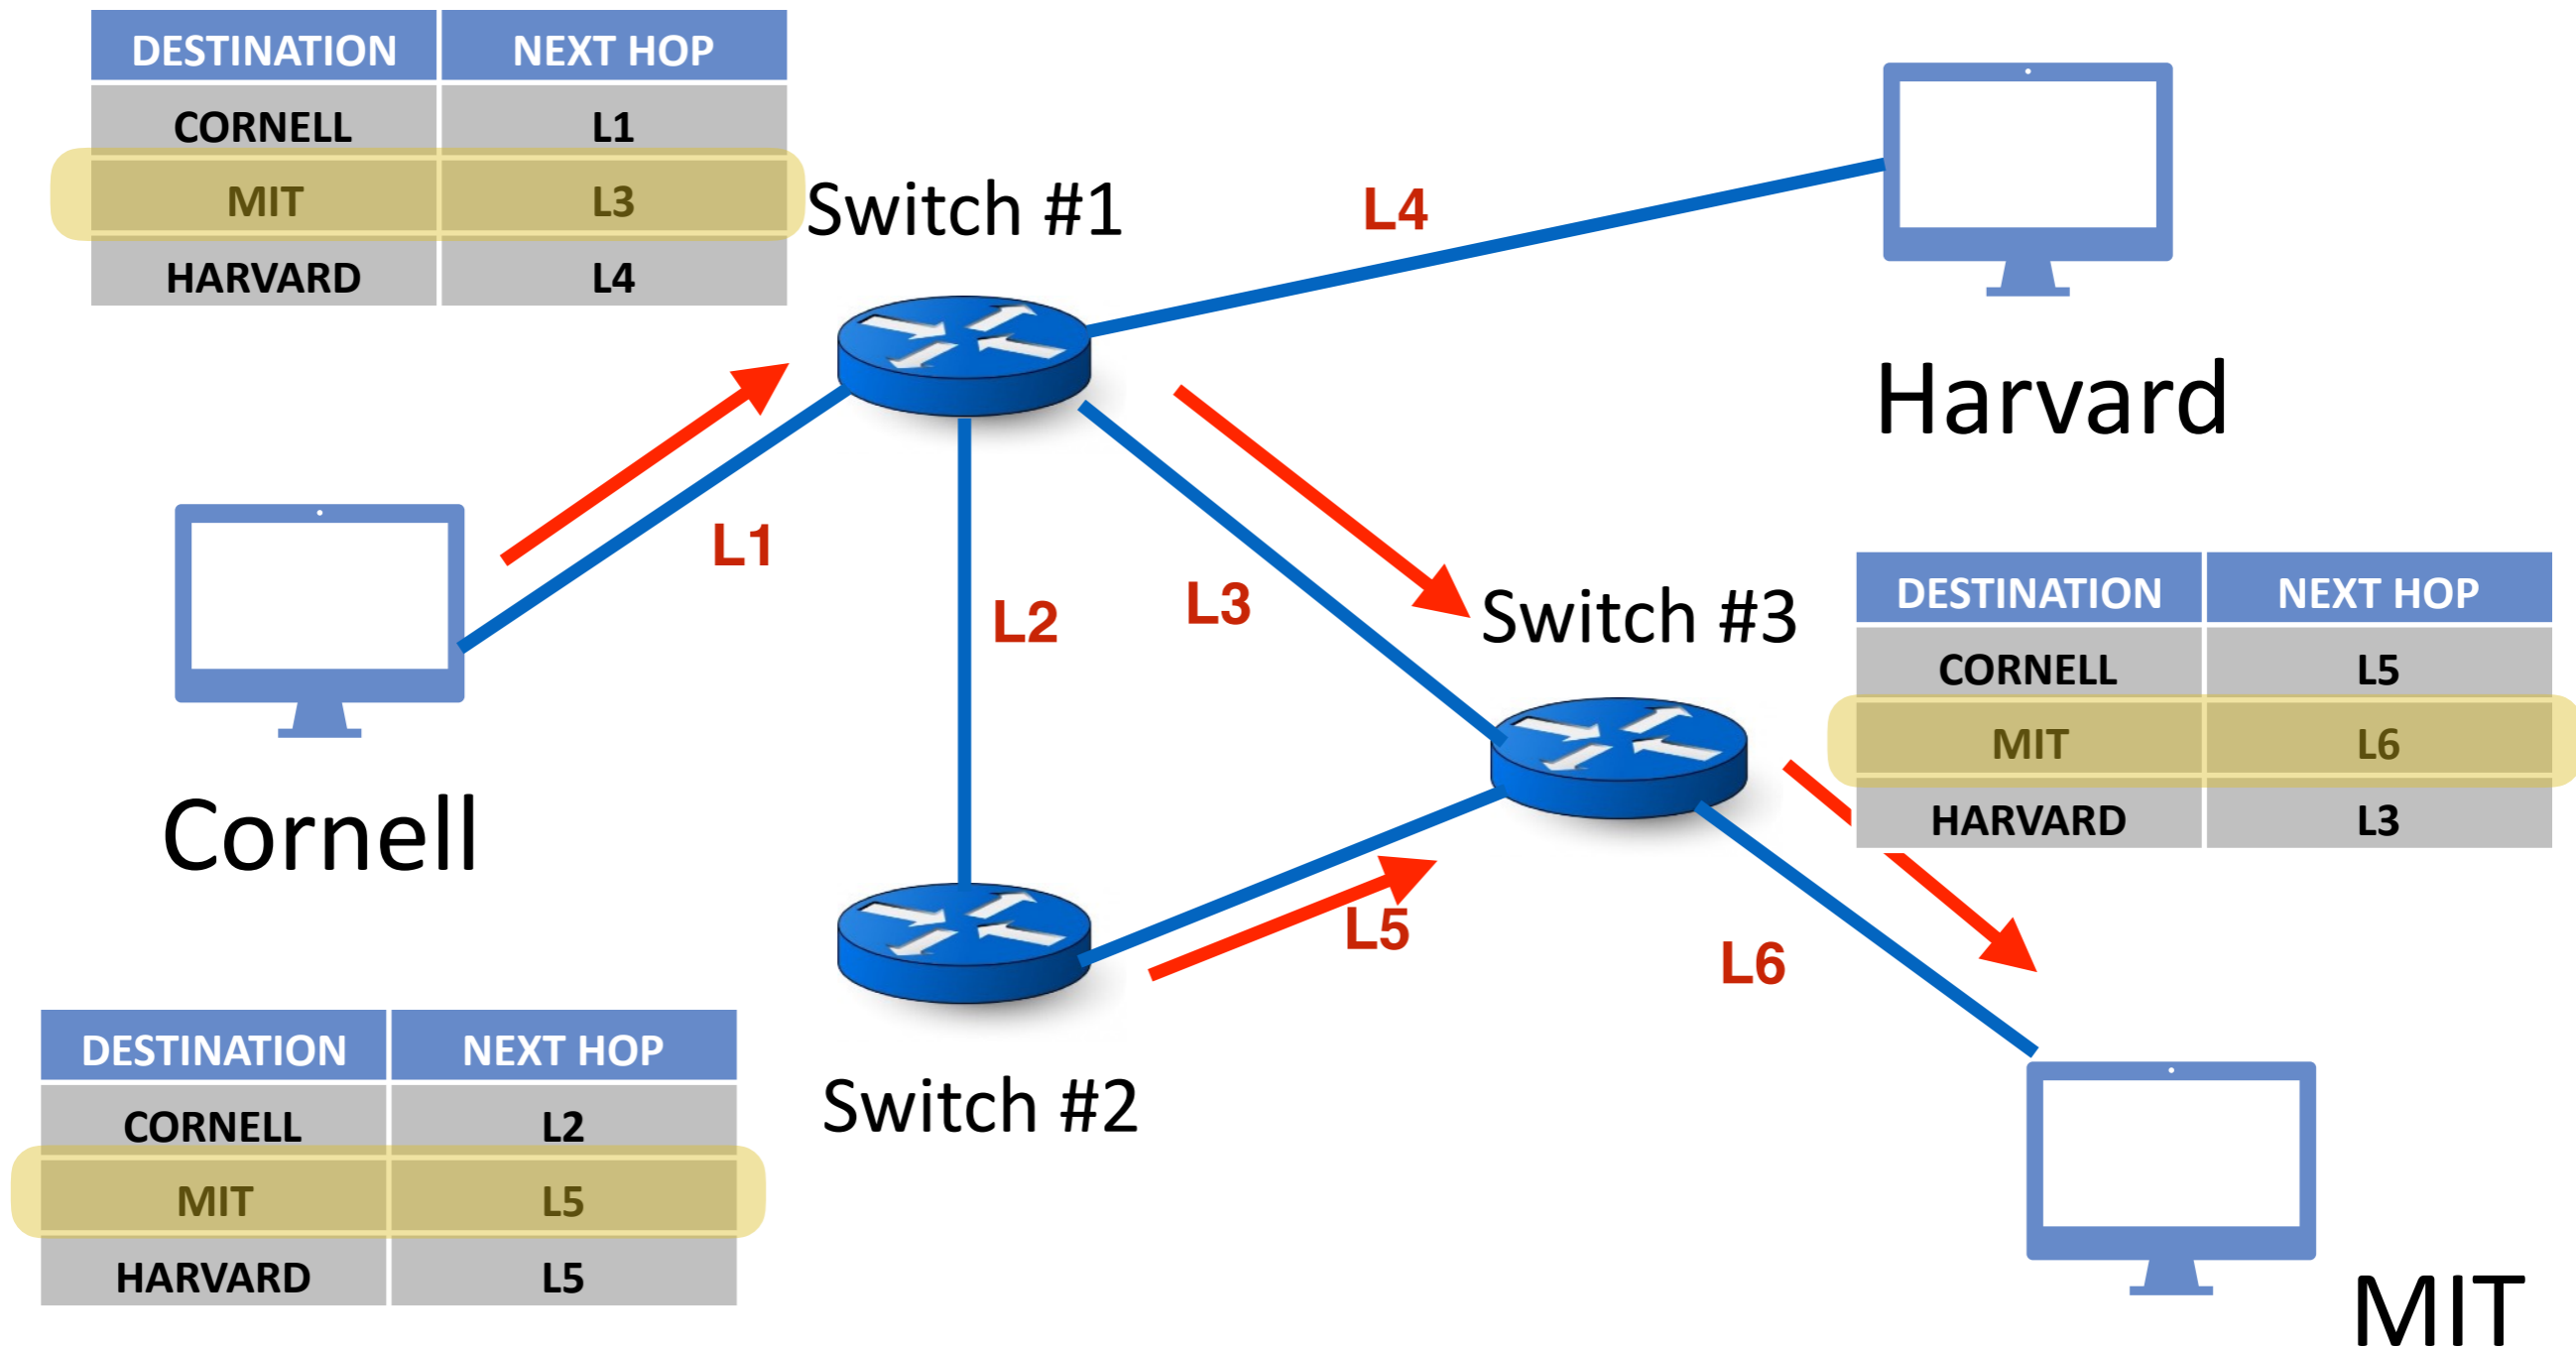 DESTINATION NEXT HOP
CORNELL L1
MIT L3
HARVARD L4
Switch #1
L4
Harvard
L1
L2
L3
Switch #3
Cornell
DESTINATION NEXT HOP
CORNELL L5
MIT L6
HARVARD L3
L5
L6
DESTINATION NEXT HOP
CORNELL L2
MIT L5
HARVARD L5
Switch #2
MIT